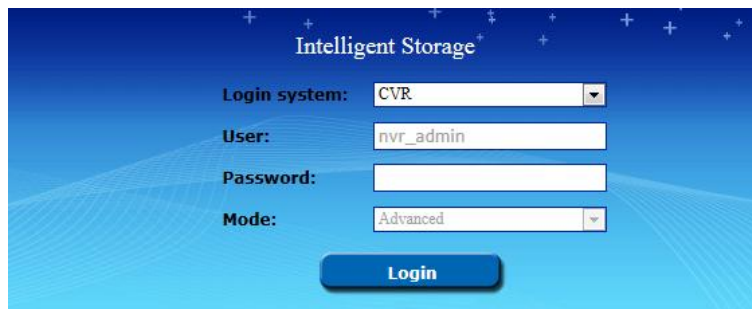 Intelligent Storage
Login system: CVR
User: nvr_admin
Password:
Mode: Advanced
Login